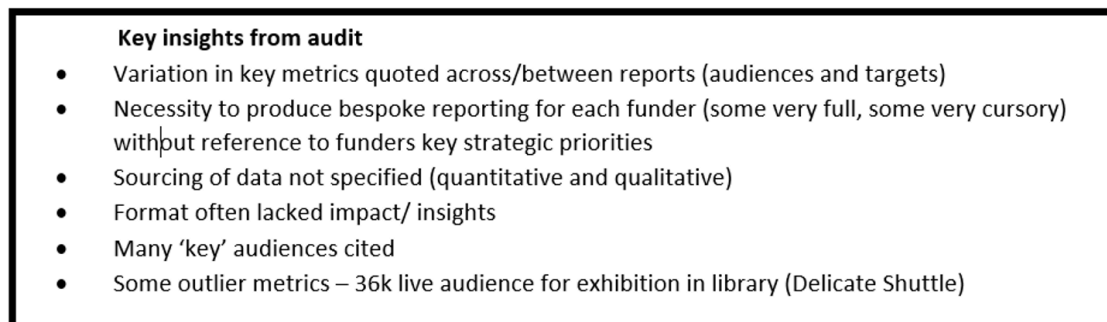 Key insights from audit
• Variation in key metrics quoted across/between reports (audiences and targets)
• Necessity to produce bespoke reporting for each funder (some very full, some very cursory)
without reference to funders key strategic priorities
• Sourcing of data not specified (quantitative and qualitative)
• Format often lacked impact/ insights
• Many ‘key’ audiences cited
• Some outlier metrics – 36k live audience for exhibition in library (Delicate Shuttle)